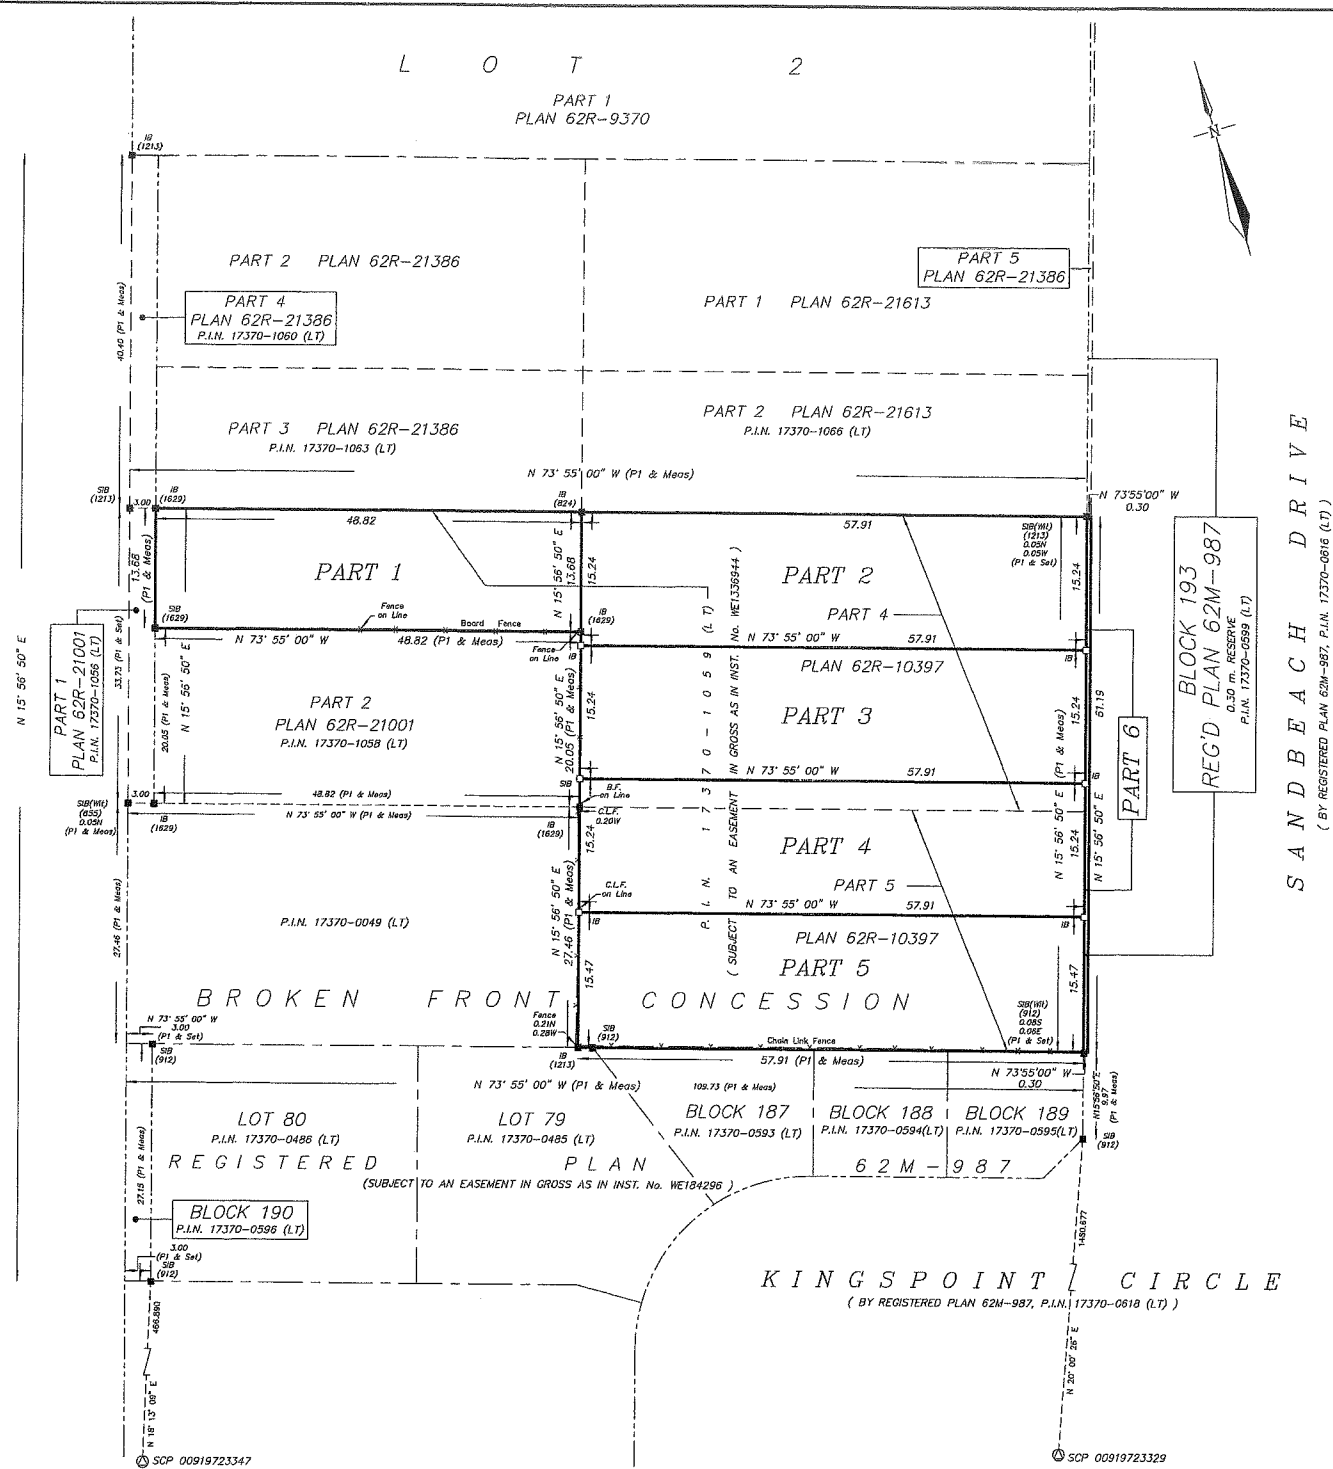 LOT 2
PART 1
PLAN 62R-9370
IB
(1213)
N
PART 2 PLAN 62R-21386
PART 5
PLAN 62R-21386
PART 4
PLAN 62R-21386
P.I.N. 17370-1060 (LT)
PART 1 PLAN 62R-21613
40.40 (P1 & Meas)
PART 3 PLAN 62R-21386
P.I.N. 17370-1063 (LT)
PART 2 PLAN 62R-21613
P.I.N. 17370-1066 (LT)
N 73° 55' 00" W (P1 & Meas)
SIB
(1213)
3.00
IB
(1629)
IB
(824)
N 73°55'00" W
0.30
48.82
57.91
13.68
(P1 & Meas)
PART 1
N 15° 56' 50" E
13.68
15.24
PART 2
SIB(Wit)
(1213)
0.05N
0.05W
(P1 & Set)
15.24
PART 4
SIB
(1629)
Fence
on Line
Board Fence
IB
(1629)
N 73° 55' 00" W 48.82 (P1 & Meas)
Fence
on Line
IB
N 73° 55' 00" W 57.91
IB
PLAN 62R-10397
PART 1
PLAN 62R-21001
P.I.N. 17370-1056 (LT)
33.73 (P1 & Set)
N 15° 56' 50" E
20.05 (P1 & Meas)
N 15° 56' 50" E
PART 2
PLAN 62R-21001
P.I.N. 17370-1058 (LT)
N 15° 56' 50" E
20.05 (P1 & Meas)
15.24
PART 3
15.24
61.19
PART 6
BLOCK 193
REG'D PLAN 62M-987
0.30 m. RESERVE
P.I.N. 17370-0599 (LT)
SANDBEACH DRIVE
( BY REGISTERED PLAN 62M-987, P.I.N. 17370-0616 (LT) )
P.I.N. 17370-1059 (LT)
( SUBJECT TO AN EASEMENT IN GROSS AS IN INST. No. WE1336944 )
N 73° 55' 00" W 57.91
SIB
IB
3.00
48.82 (P1 & Meas)
B.F.
on Line
SIB(Wit)
(855)
0.05N
(P1 & Meas)
IB
(1629)
N 73° 55' 00" W (P1 & Meas)
IB
(1629)
C.L.F.
0.20W
15.24
PART 4
N 15° 56' 50" E (P1 & Meas)
15.24
N 15° 56' 50" E
PART 5
C.L.F.
on Line
N 73° 55' 00" W 57.91
IB
IB
27.46 (P1 & Meas)
P.I.N. 17370-0049 (LT)
N 15° 56' 50" E
27.46 (P1 & Meas)
PLAN 62R-10397
PART 5
15.47
15.47
BROKEN FRONT CONCESSION
N 73° 55' 00" W
3.00
(P1 & Set)
SIB
(912)
Fence
0.21N
0.28W
IB
(1213)
SIB
(912)
Chain Link Fence
SIB(Wit)
(912)
0.08S
0.08E
(P1 & Set)
57.91 (P1 & Meas)
N 73°55'00" W
0.30
N 73° 55' 00" W (P1 & Meas)
109.73 (P1 & Meas)
N15°56'50"E
9.97
(P1 & Meas)
SIB
(912)
LOT 80
P.I.N. 17370-0486 (LT)
LOT 79
P.I.N. 17370-0485 (LT)
BLOCK 187
P.I.N. 17370-0593 (LT)
BLOCK 188
P.I.N. 17370-0594(LT)
BLOCK 189
P.I.N. 17370-0595(LT)
REGISTERED PLAN 62M-987
(SUBJECT TO AN EASEMENT IN GROSS AS IN INST. No. WE184296 )
27.15 (P1 & Meas)
BLOCK 190
P.I.N. 17370-0596 (LT)
3.00
(P1 & Set)
SIB
(912)
KINGSPOINT CIRCLE
( BY REGISTERED PLAN 62M-987, P.I.N. 17370-0618 (LT) )
466.890
N 18° 13' 09" E
1480.677
N 20° 00' 26" E
SCP 00919723347
SCP 00919723329